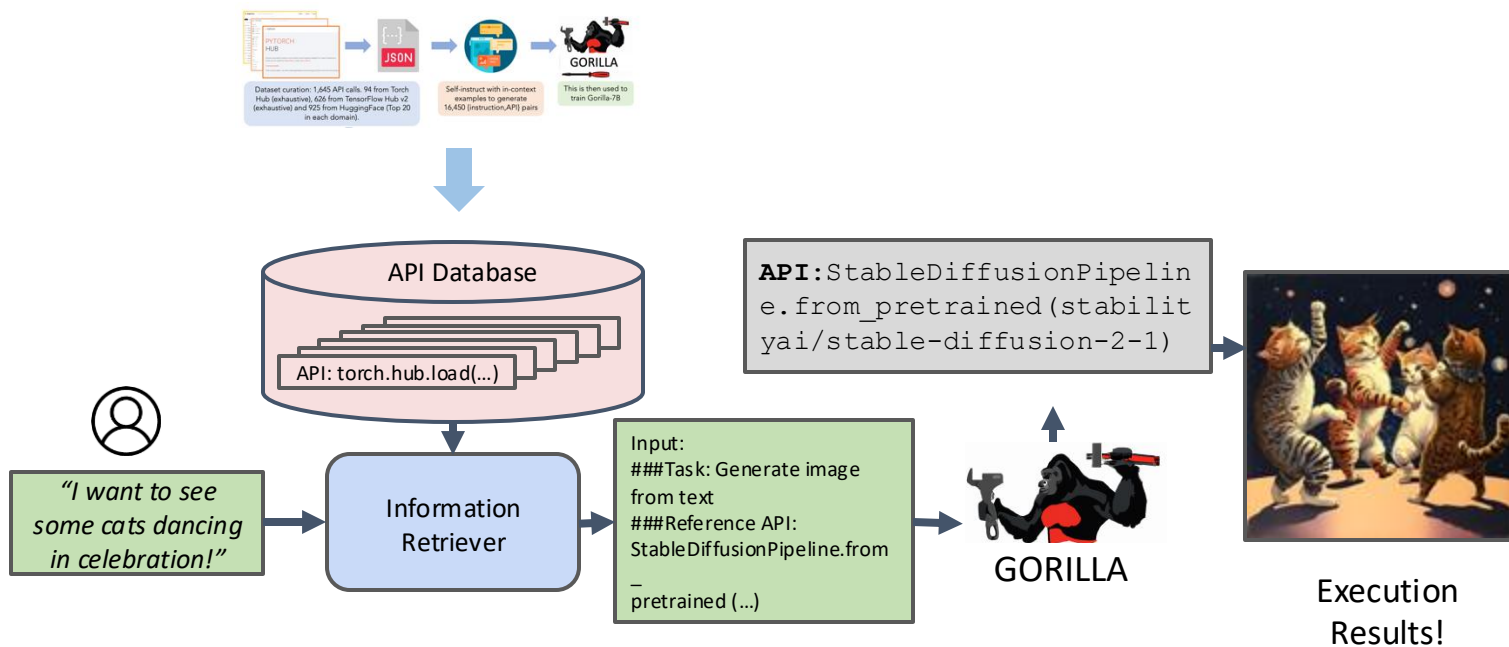 PYTORCH
HUB
{...}
JSON
GORILLA
Dataset curation: 1,645 API calls. 94 from Torch
Hub (exhaustive), 626 from TensorFlow Hub v2
(exhaustive) and 925 from HuggingFace (Top 20
in each domain).
Self-instruct with in-context
examples to generate
16,450 {instruction,API} pairs
This is then used to
train Gorilla-7B
API Database
API: torch.hub.load(...)
“I want to see
some cats dancing
in celebration!”
Information
Retriever
Input:
###Task: Generate image
from text
###Reference API:
StableDiffusionPipeline.from
_
pretrained (...)
GORILLA
API:StableDiffusionPipelin
e.from_pretrained(stabilit
yai/stable-diffusion-2-1)
Execution
Results!